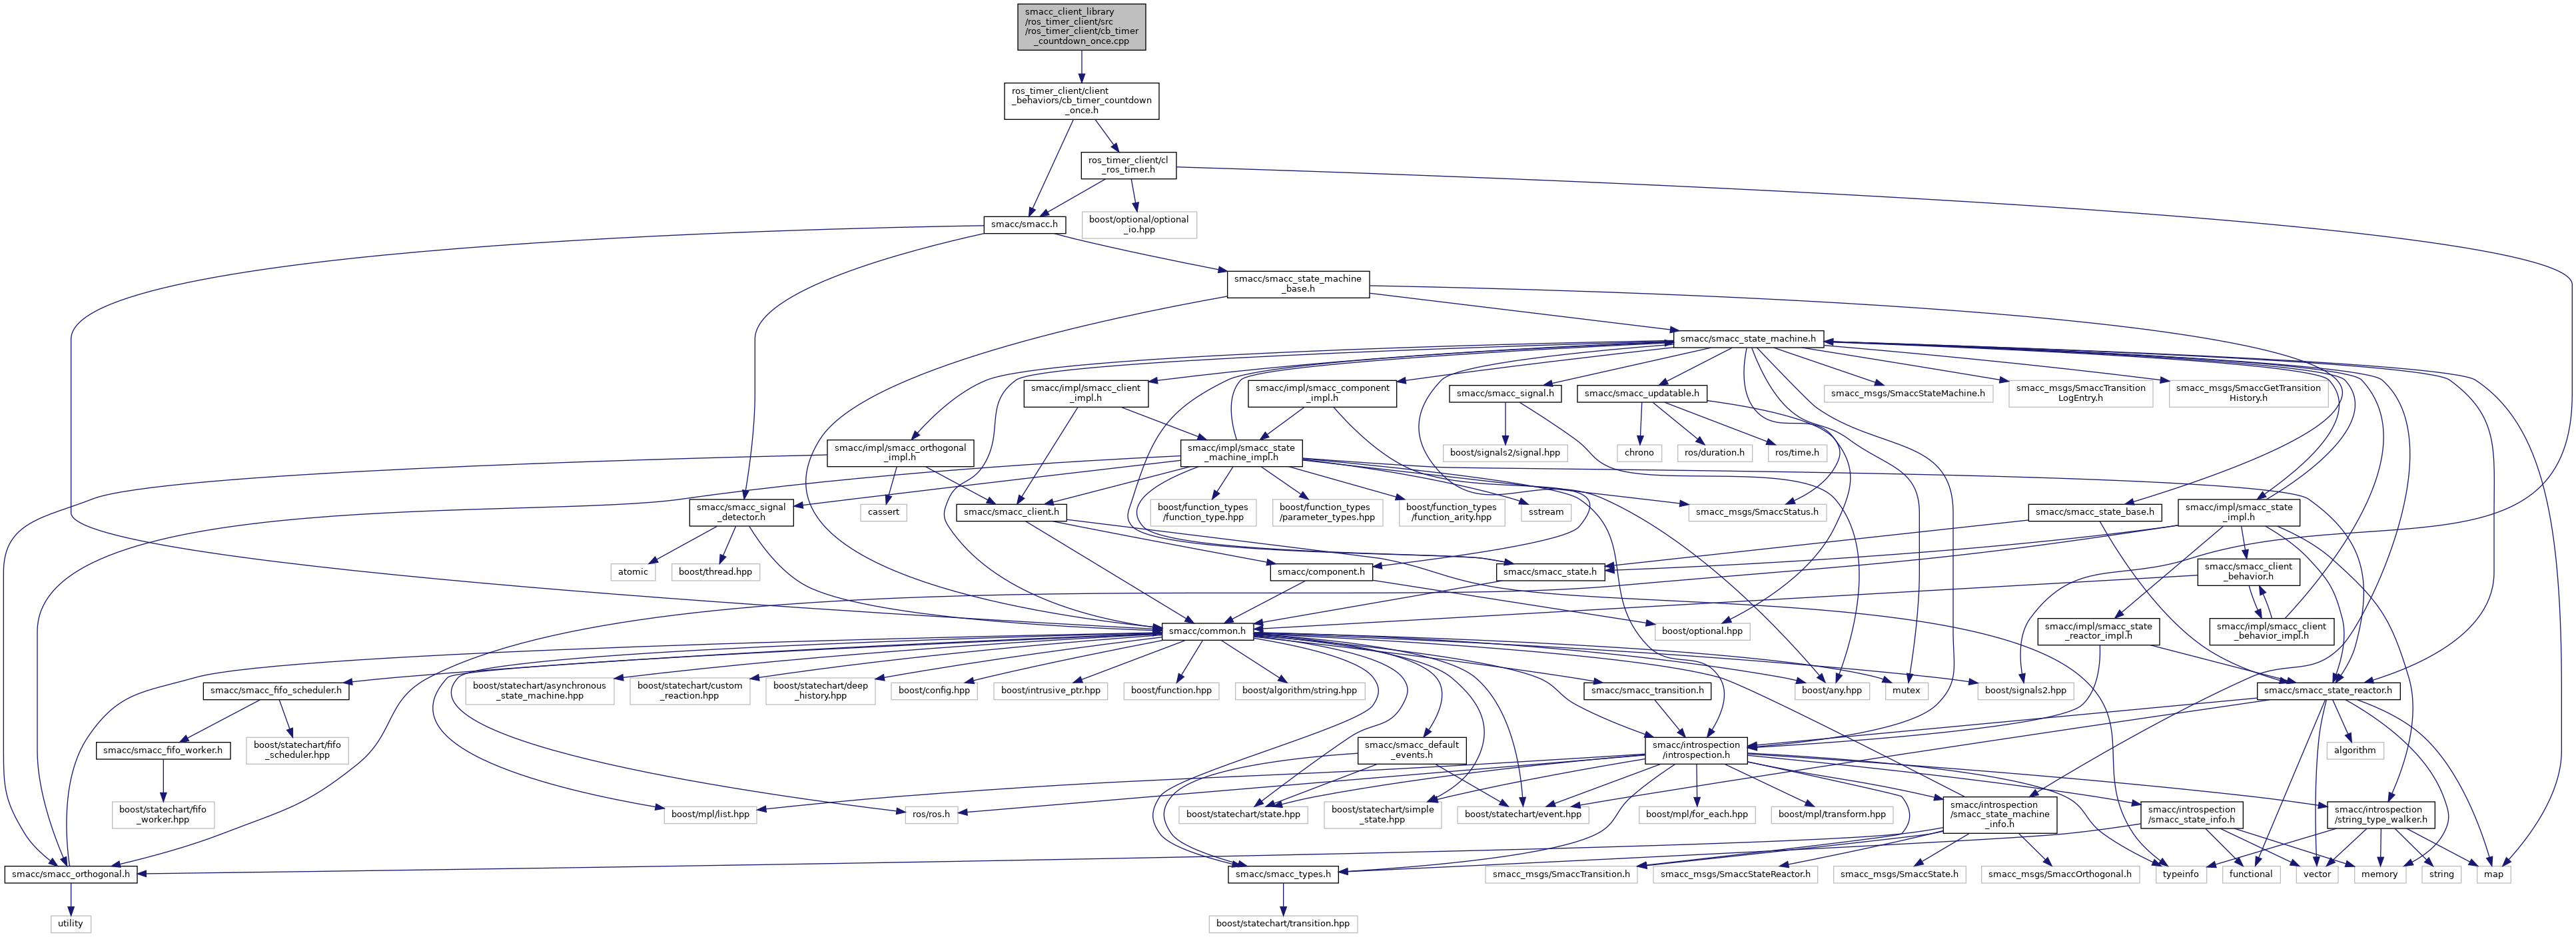 smacc_client_library
/ros_timer_client/src
/ros_timer_client/cb_timer
_countdown_once.cpp
ros_timer_client/client
_behaviors/cb_timer_countdown
_once.h
ros_timer_client/cl
_ros_timer.h
smacc/smacc.h
boost/optional/optional
_io.hpp
smacc/smacc_state_machine
_base.h
smacc/smacc_state_machine.h
smacc/impl/smacc_client
_impl.h
smacc/impl/smacc_component
_impl.h
smacc/smacc_signal.h
smacc/smacc_updatable.h
smacc_msgs/SmaccStateMachine.h
smacc_msgs/SmaccTransition
LogEntry.h
smacc_msgs/SmaccGetTransition
History.h
smacc/impl/smacc_orthogonal
_impl.h
smacc/impl/smacc_state
_machine_impl.h
boost/signals2/signal.hpp
chrono
ros/duration.h
ros/time.h
smacc/smacc_signal
_detector.h
cassert
smacc/smacc_client.h
boost/function_types
/function_type.hpp
boost/function_types
/parameter_types.hpp
boost/function_types
/function_arity.hpp
sstream
smacc_msgs/SmaccStatus.h
smacc/smacc_state_base.h
smacc/impl/smacc_state
_impl.h
atomic
boost/thread.hpp
smacc/component.h
smacc/smacc_state.h
smacc/smacc_client
_behavior.h
smacc/common.h
boost/optional.hpp
smacc/impl/smacc_state
_reactor_impl.h
smacc/impl/smacc_client
_behavior_impl.h
smacc/smacc_fifo_scheduler.h
boost/statechart/asynchronous
_state_machine.hpp
boost/statechart/custom
_reaction.hpp
boost/statechart/deep
_history.hpp
boost/config.hpp
boost/intrusive_ptr.hpp
boost/function.hpp
boost/algorithm/string.hpp
smacc/smacc_transition.h
boost/any.hpp
mutex
boost/signals2.hpp
smacc/smacc_state_reactor.h
smacc/smacc_fifo_worker.h
boost/statechart/fifo
_scheduler.hpp
smacc/smacc_default
_events.h
smacc/introspection
/introspection.h
algorithm
boost/statechart/fifo
_worker.hpp
boost/mpl/list.hpp
ros/ros.h
boost/statechart/state.hpp
boost/statechart/simple
_state.hpp
boost/statechart/event.hpp
boost/mpl/for_each.hpp
boost/mpl/transform.hpp
smacc/introspection
/smacc_state_machine
_info.h
smacc/introspection
/smacc_state_info.h
smacc/introspection
/string_type_walker.h
smacc/smacc_orthogonal.h
smacc/smacc_types.h
smacc_msgs/SmaccTransition.h
smacc_msgs/SmaccStateReactor.h
smacc_msgs/SmaccState.h
smacc_msgs/SmaccOrthogonal.h
typeinfo
functional
vector
memory
string
map
utility
boost/statechart/transition.hpp